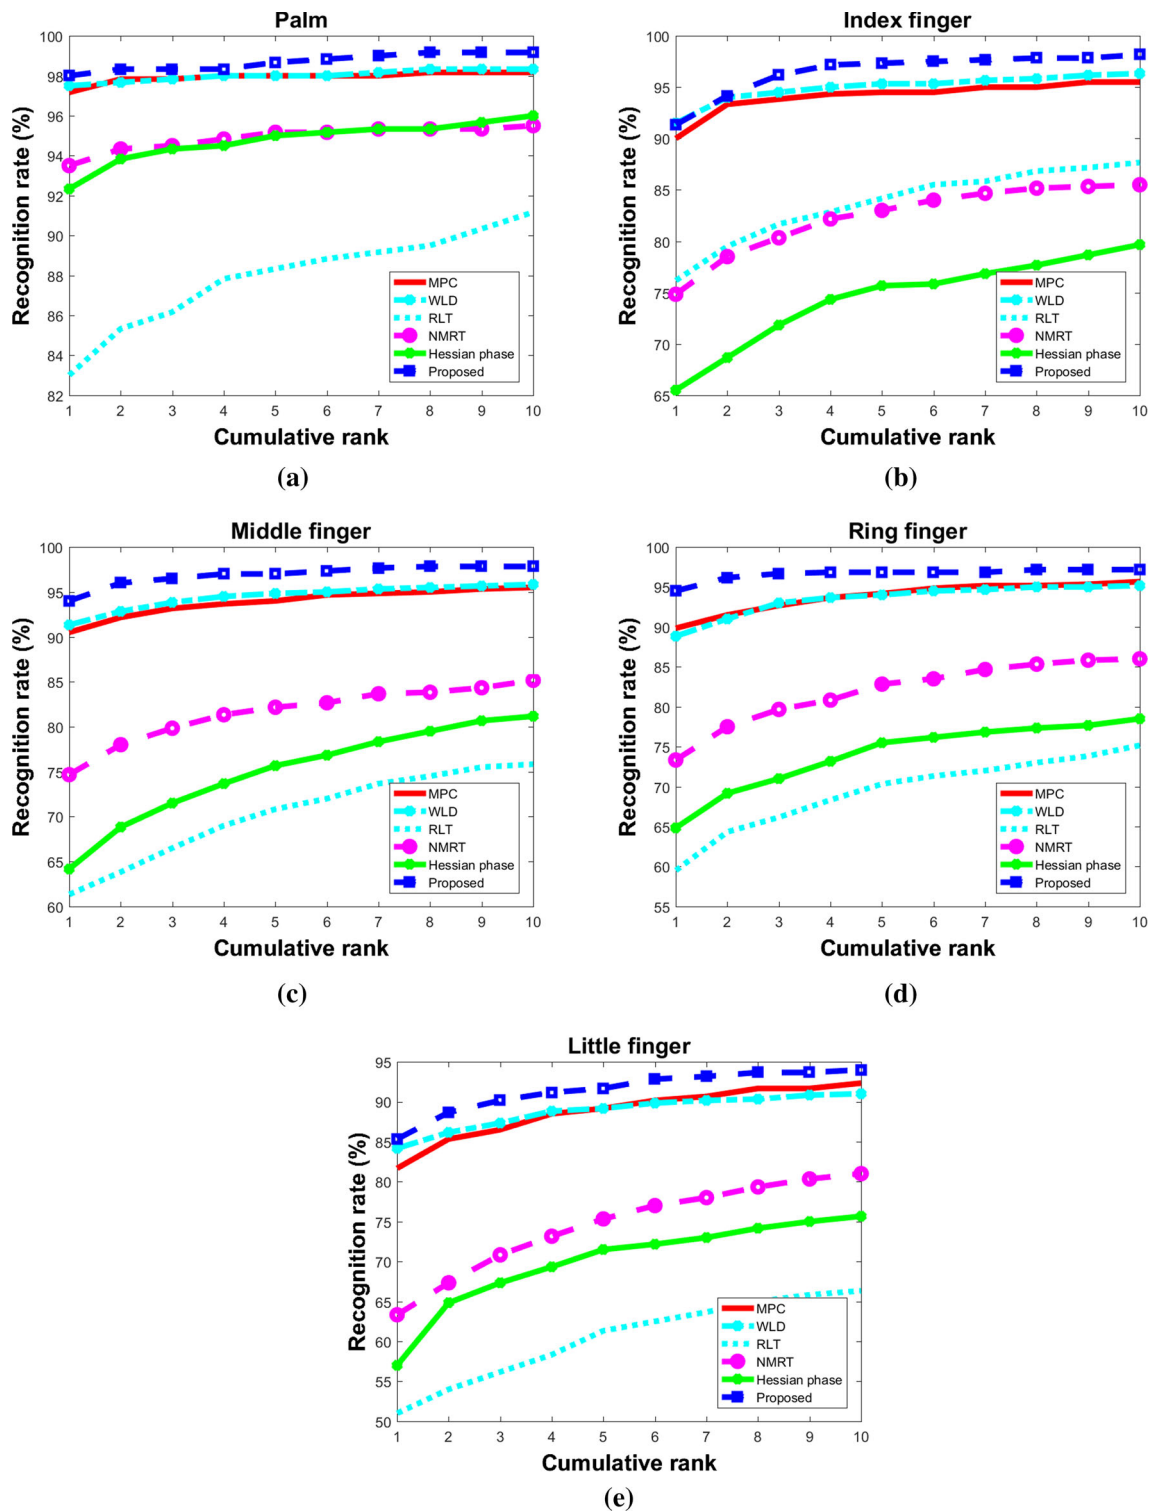 Palm
Recognition rate (%)
100
98
96
94
92
90
88
86
84
82
MPC
WLD
RLT
NMRT
Hessian phase
Proposed
1 2 3 4 5 6 7 8 9 10
Cumulative rank
(a)
Index finger
Recognition rate (%)
100
95
90
85
80
75
70
65
MPC
WLD
RLT
NMRT
Hessian phase
Proposed
1 2 3 4 5 6 7 8 9 10
Cumulative rank
(b)
Middle finger
Recognition rate (%)
100
95
90
85
80
75
70
65
60
MPC
WLD
RLT
NMRT
Hessian phase
Proposed
1 2 3 4 5 6 7 8 9 10
Cumulative rank
(c)
Ring finger
Recognition rate (%)
100
95
90
85
80
75
70
65
60
55
MPC
WLD
RLT
NMRT
Hessian phase
Proposed
1 2 3 4 5 6 7 8 9 10
Cumulative rank
(d)
Little finger
Recognition rate (%)
95
90
85
80
75
70
65
60
55
50
MPC
WLD
RLT
NMRT
Hessian phase
Proposed
1 2 3 4 5 6 7 8 9 10
Cumulative rank
(e)